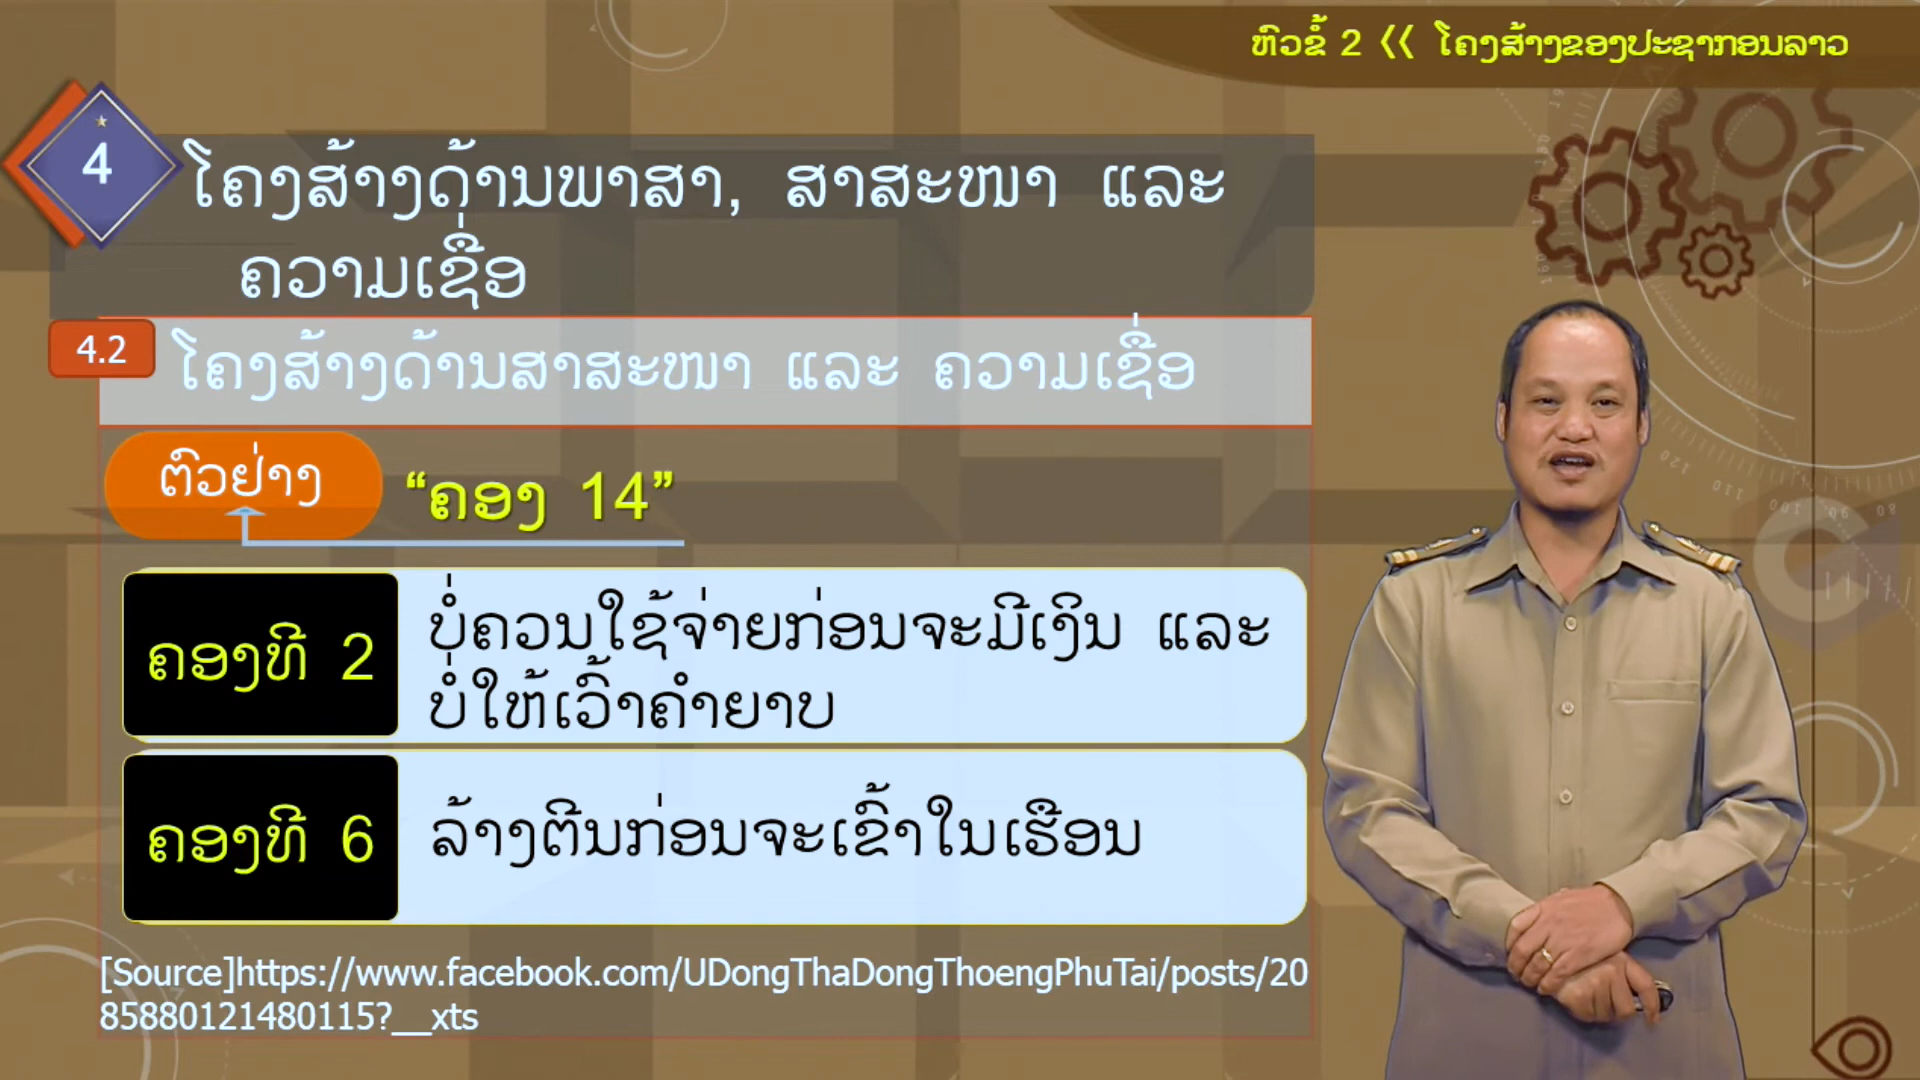 ຫົວຂໍ້ 2 << ໂຄງສ້າງຂອງປະຊາກອນລາວ
4
ໂຄງສ້າງດ້ານພາສາ, ສາສະໜາ ແລະ
ຄວາມເຊື່ອ
4.2
ໂຄງສ້າງດ້ານສາສະໜາ ແລະ ຄວາມເຊື່ອ
ຕົວຢ່າງ
“ຄອງ 14”
ຄອງທີ 2
ບໍ່ຄວນໃຊ້ຈ່າຍກ່ອນຈະມີເງິນ ແລະ
ບໍ່ໃຫ້ເວົ້າຄຳຍາບ
ຄອງທີ 6
ລ້າງຕີນກ່ອນຈະເຂົ້າໃນເຮືອນ
[Source]https://www.facebook.com/UDongThaDongThoengPhuTai/posts/20
85880121480115?__xts